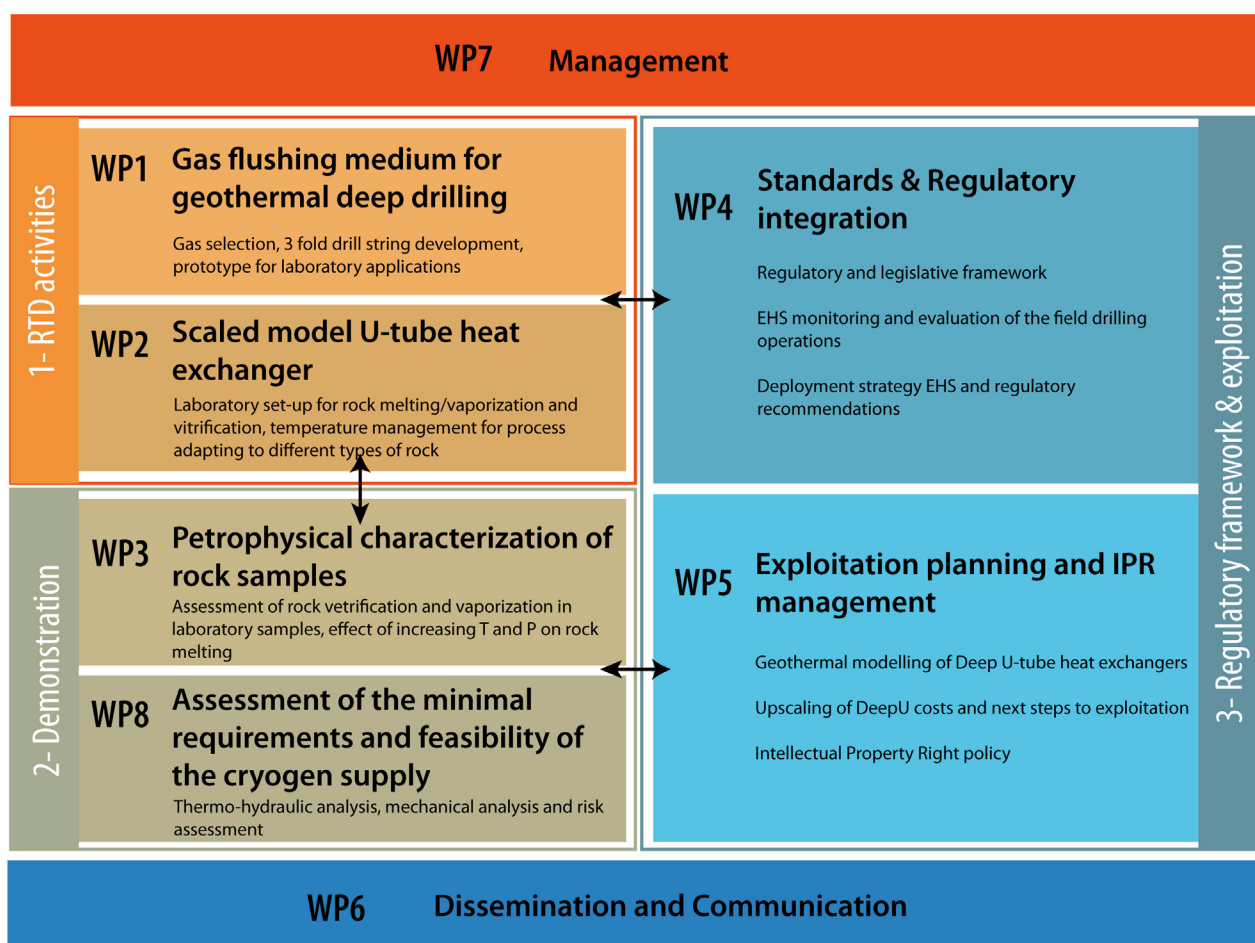 WP7 Management
1- RTD activities
WP1
Gas flushing medium for
geothermal deep drilling
Gas selection, 3 fold drill string development,
prototype for laboratory applications
WP2
Scaled model U-tube heat
exchanger
Laboratory set-up for rock melting/vaporization and
vitrification, temperature management for process
adapting to different types of rock
2- Demonstration
WP3
Petrophysical characterization of
rock samples
Assessment of rock vetrification and vaporization in
laboratory samples, effect of increasing T and P on rock
melting
WP8
Assessment of the minimal
requirements and feasibility of
the cryogen supply
Thermo-hydraulic analysis, mechanical analysis and risk
assessment
3- Regulatory framework & exploitation
WP4
Standards & Regulatory
integration
Regulatory and legislative framework
EHS monitoring and evaluation of the field drilling
operations
Deployment strategy EHS and regulatory
recommendations
WP5
Exploitation planning and IPR
management
Geothermal modelling of Deep U-tube heat exchangers
Upscaling of DeepU costs and next steps to exploitation
Intellectual Property Right policy
WP6 Dissemination and Communication